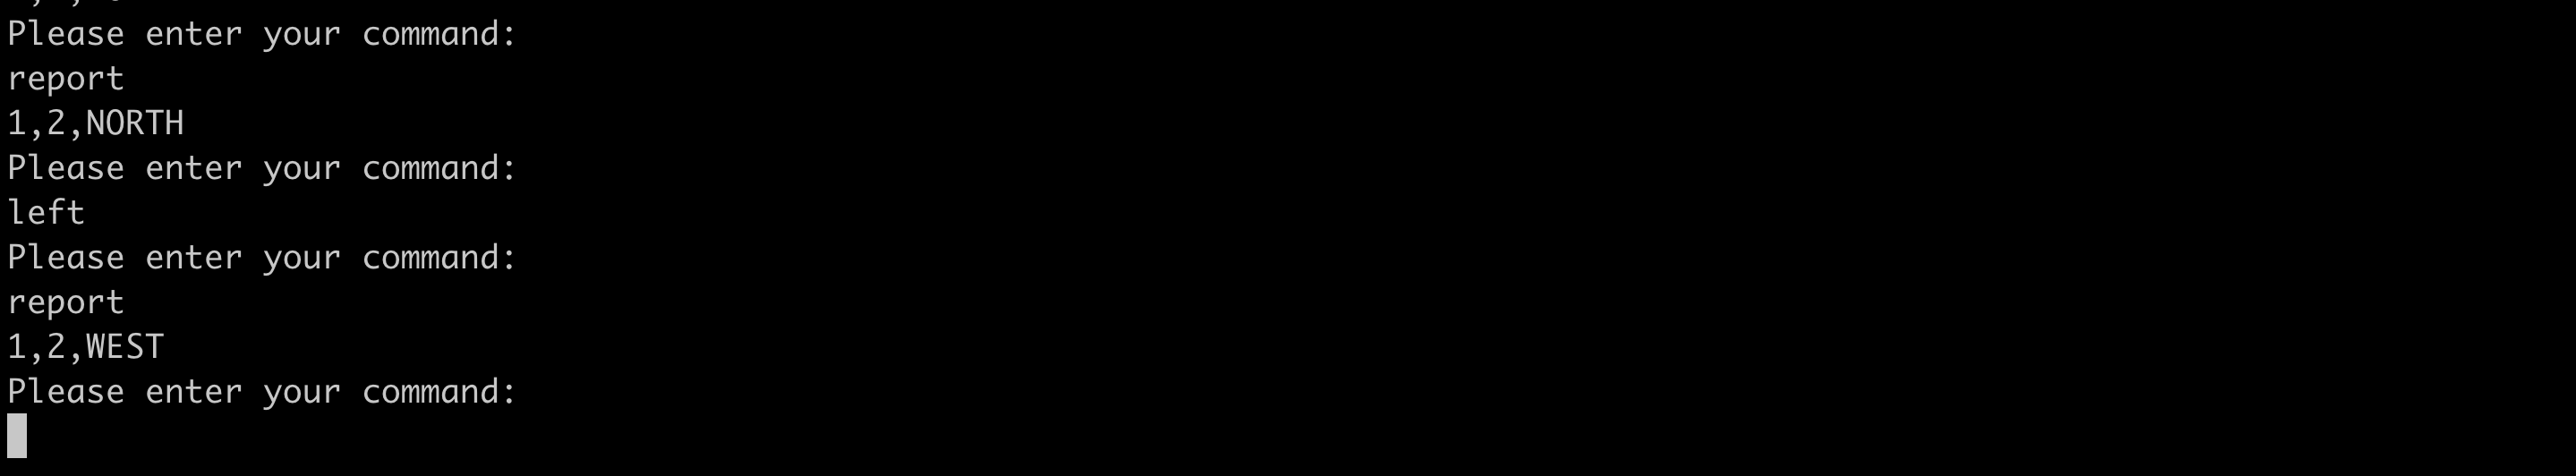 Please enter your command:
report
1,2,NORTH
Please enter your command:
left
Please enter your command:
report
1,2,WEST
Please enter your command: